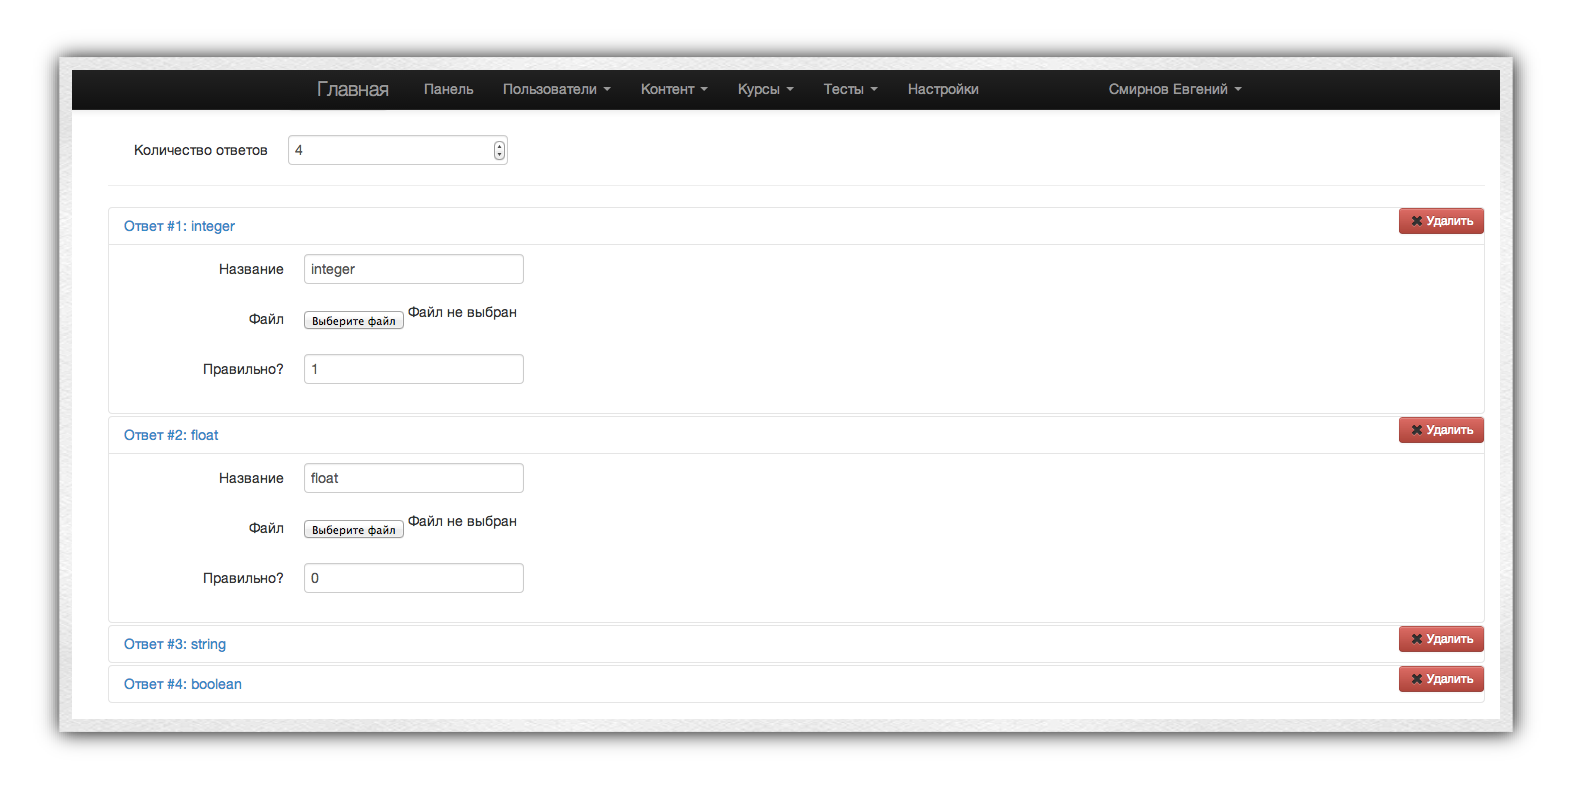 Главная Панель Пользователи Контент Курсы Тесты Настройки Смирнов Евгений
Количество ответов 4
Ответ #1: integer Удалить
Название integer
Файл Выберите файл Файл не выбран
Правильно? 1
Ответ #2: float Удалить
Название float
Файл Выберите файл Файл не выбран
Правильно? 0
Ответ #3: string Удалить
Ответ #4: boolean Удалить